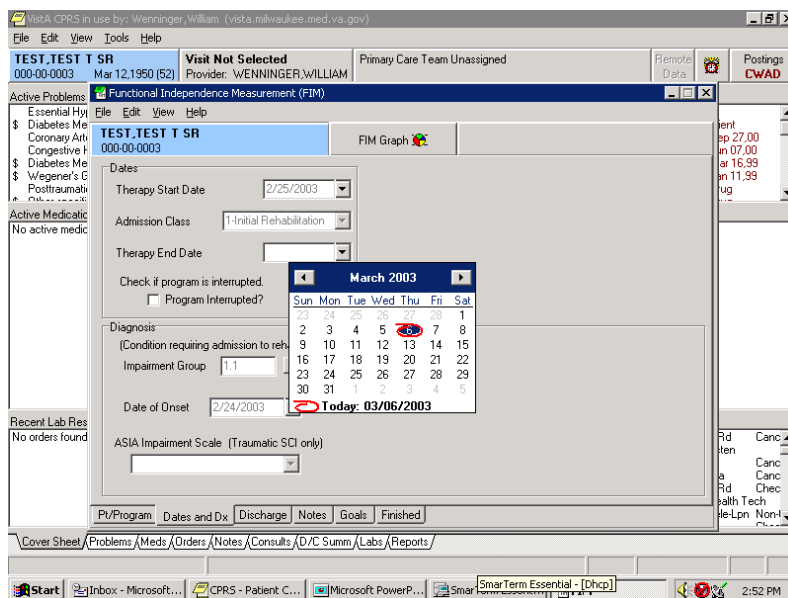 VistA CPRS in use by: Wenninger,William (vista.milwaukee.med.va.gov)
File Edit View Tools Help
TEST,TEST T SR
000-00-0003 Mar 12,1950 (52)
Visit Not Selected
Provider: WENNINGER,WILLIAM
Primary Care Team Unassigned
Remote Data
Postings
CWAD
Active Problems
Essential Hy
$ Diabetes Me
Coronary Art
Congestive H
$ Diabetes Me
$ Wegener's G
Posttraumati
Active Medicatio
No active medic
Recent Lab Res
No orders found
Functional Independence Measurement (FIM)
File Edit View Help
TEST,TEST T SR
000-00-0003
FIM Graph
Dates
Therapy Start Date 2/25/2003
Admission Class 1-Initial Rehabilitation
Therapy End Date
Check if program is interrupted.
Program Interrupted?
March 2003
Sun Mon Tue Wed Thu Fri Sat
23 24 25 26 27 28 1
2 3 4 5 6 7 8
9 10 11 12 13 14 15
16 17 18 19 20 21 22
23 24 25 26 27 28 29
30 31 1 2 3 4 5
Today: 03/06/2003
Diagnosis
(Condition requiring admission to reh
Impairment Group 1.1
Date of Onset 2/24/2003
ASIA Impairment Scale (Traumatic SCI only)
Pt/Program Dates and Dx Discharge Notes Goals Finished
ient
ep 27,00
un 07,00
ar 16,99
an 11,99
rug
Rd Canc
ten
Canc
a Canc
Rd Chec
ealth Tech
le-Lpn Non-
Cover Sheet Problems Meds Orders Notes Consults D/C Summ Labs Reports
Start Inbox - Microsoft... CPRS - Patient C... Microsoft PowerP... Smar
SmarTerm Essential - [Dhcp]
2:52 PM